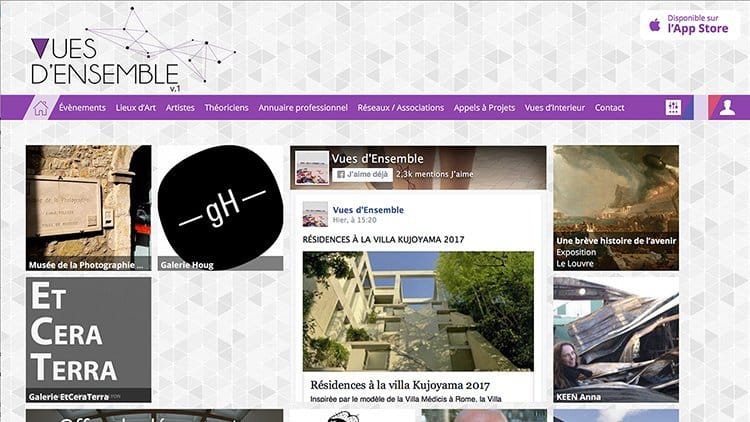 VUES
D'ENSEMBLE
v.1
Disponible sur
l'App Store
Évènements Lieux d'Art Artistes Théoriciens Annuaire professionnel Réseaux / Associations Appels à Projets Vues d'Interieur Contact
Musée de la Photographie ...
gH
Galerie Houg
Vues d'Ensemble
J'aime déjà 2,3k mentions J'aime
Vues d'Ensemble
Hier, à 15:20
RÉSIDENCES À LA VILLA KUJOYAMA 2017
Résidences à la villa Kujoyama 2017
Inspirée par le modèle de la Villa Médicis à Rome, la Villa
Une brève histoire de l'avenir
Exposition
Le Louvre
ET
CERA
TERRA
Galerie EtCeraTerra
KEEN Anna